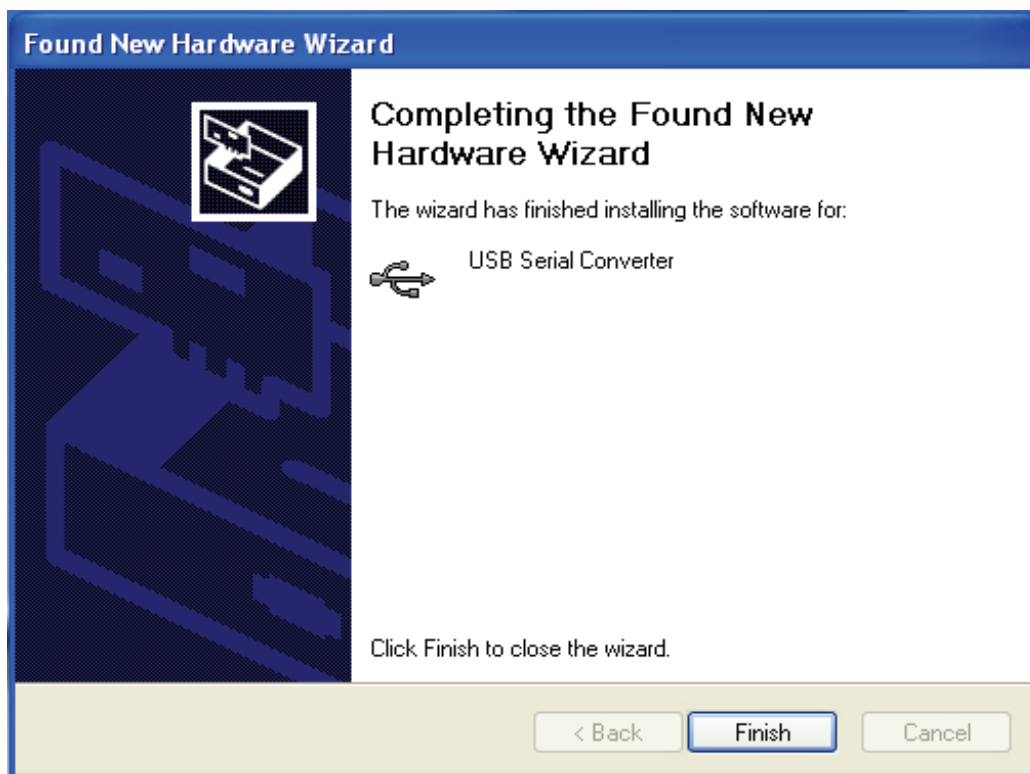 Found New Hardware Wizard
Completing the Found New
Hardware Wizard
The wizard has finished installing the software for:
USB Serial Converter
Click Finish to close the wizard.
< Back
Finish
Cancel